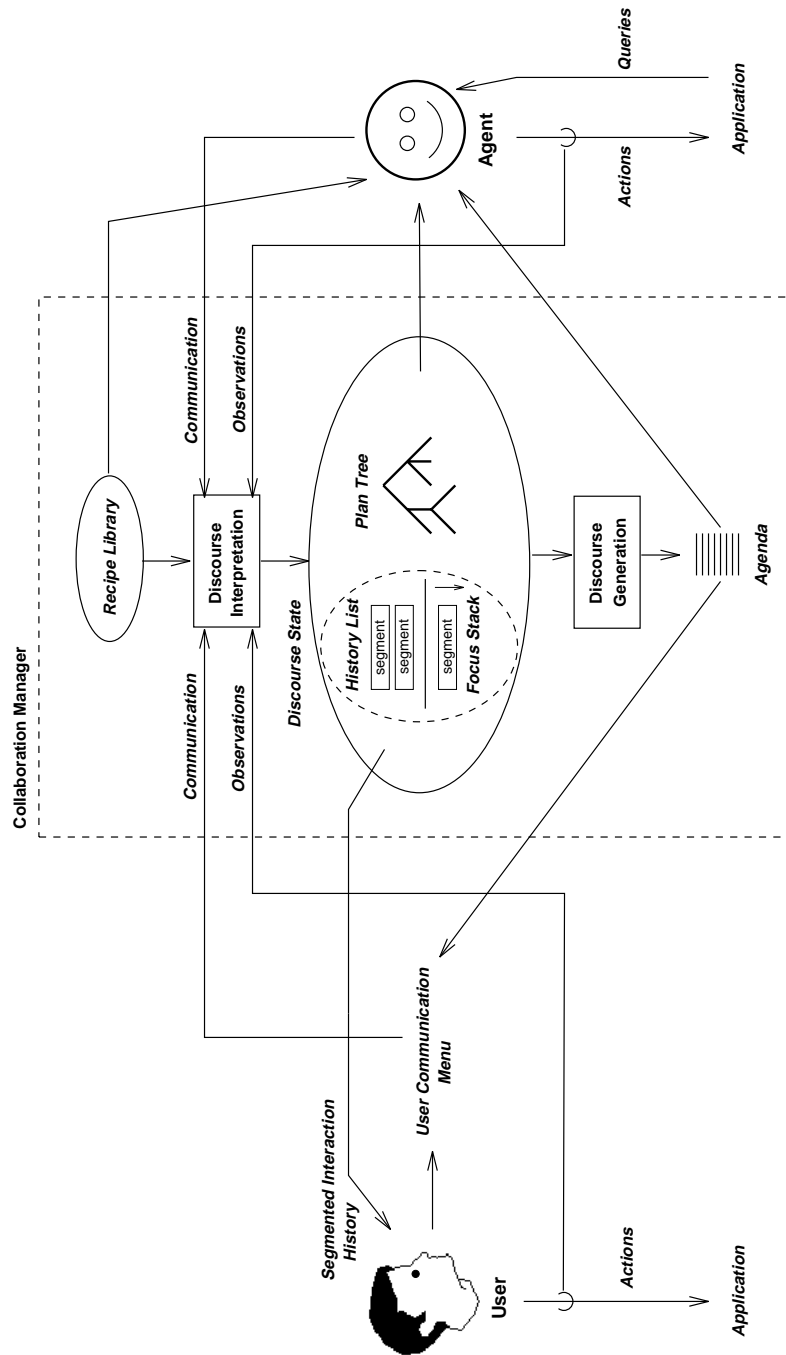 Collaboration Manager
Recipe Library
Communication
Communication
Discourse
Interpretation
Observations
Observations
Discourse State
Segmented Interaction
History
History List
segment
segment
segment
Focus Stack
Plan Tree
User Communication
Menu
User
Agent
Discourse
Generation
Actions
Actions
Queries
Application
Agenda
Application